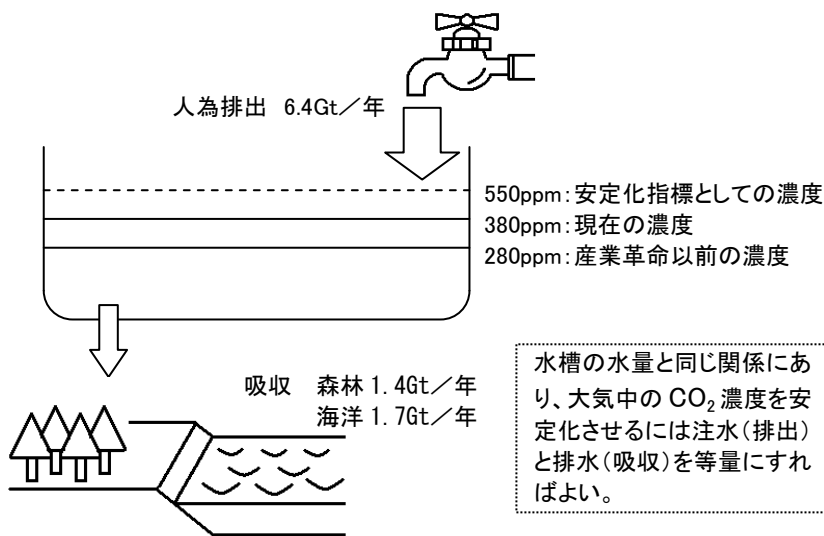 人為排出 6.4Gt/年
550ppm:安定化指標としての濃度
380ppm:現在の濃度
280ppm:産業革命以前の濃度
吸収 森林 1.4Gt/年
海洋 1.7Gt/年
水槽の水量と同じ関係にあ
り、大気中の CO₂ 濃度を安
定化させるには注水(排出)
と排水(吸収)を等量にすれ
ばよい。